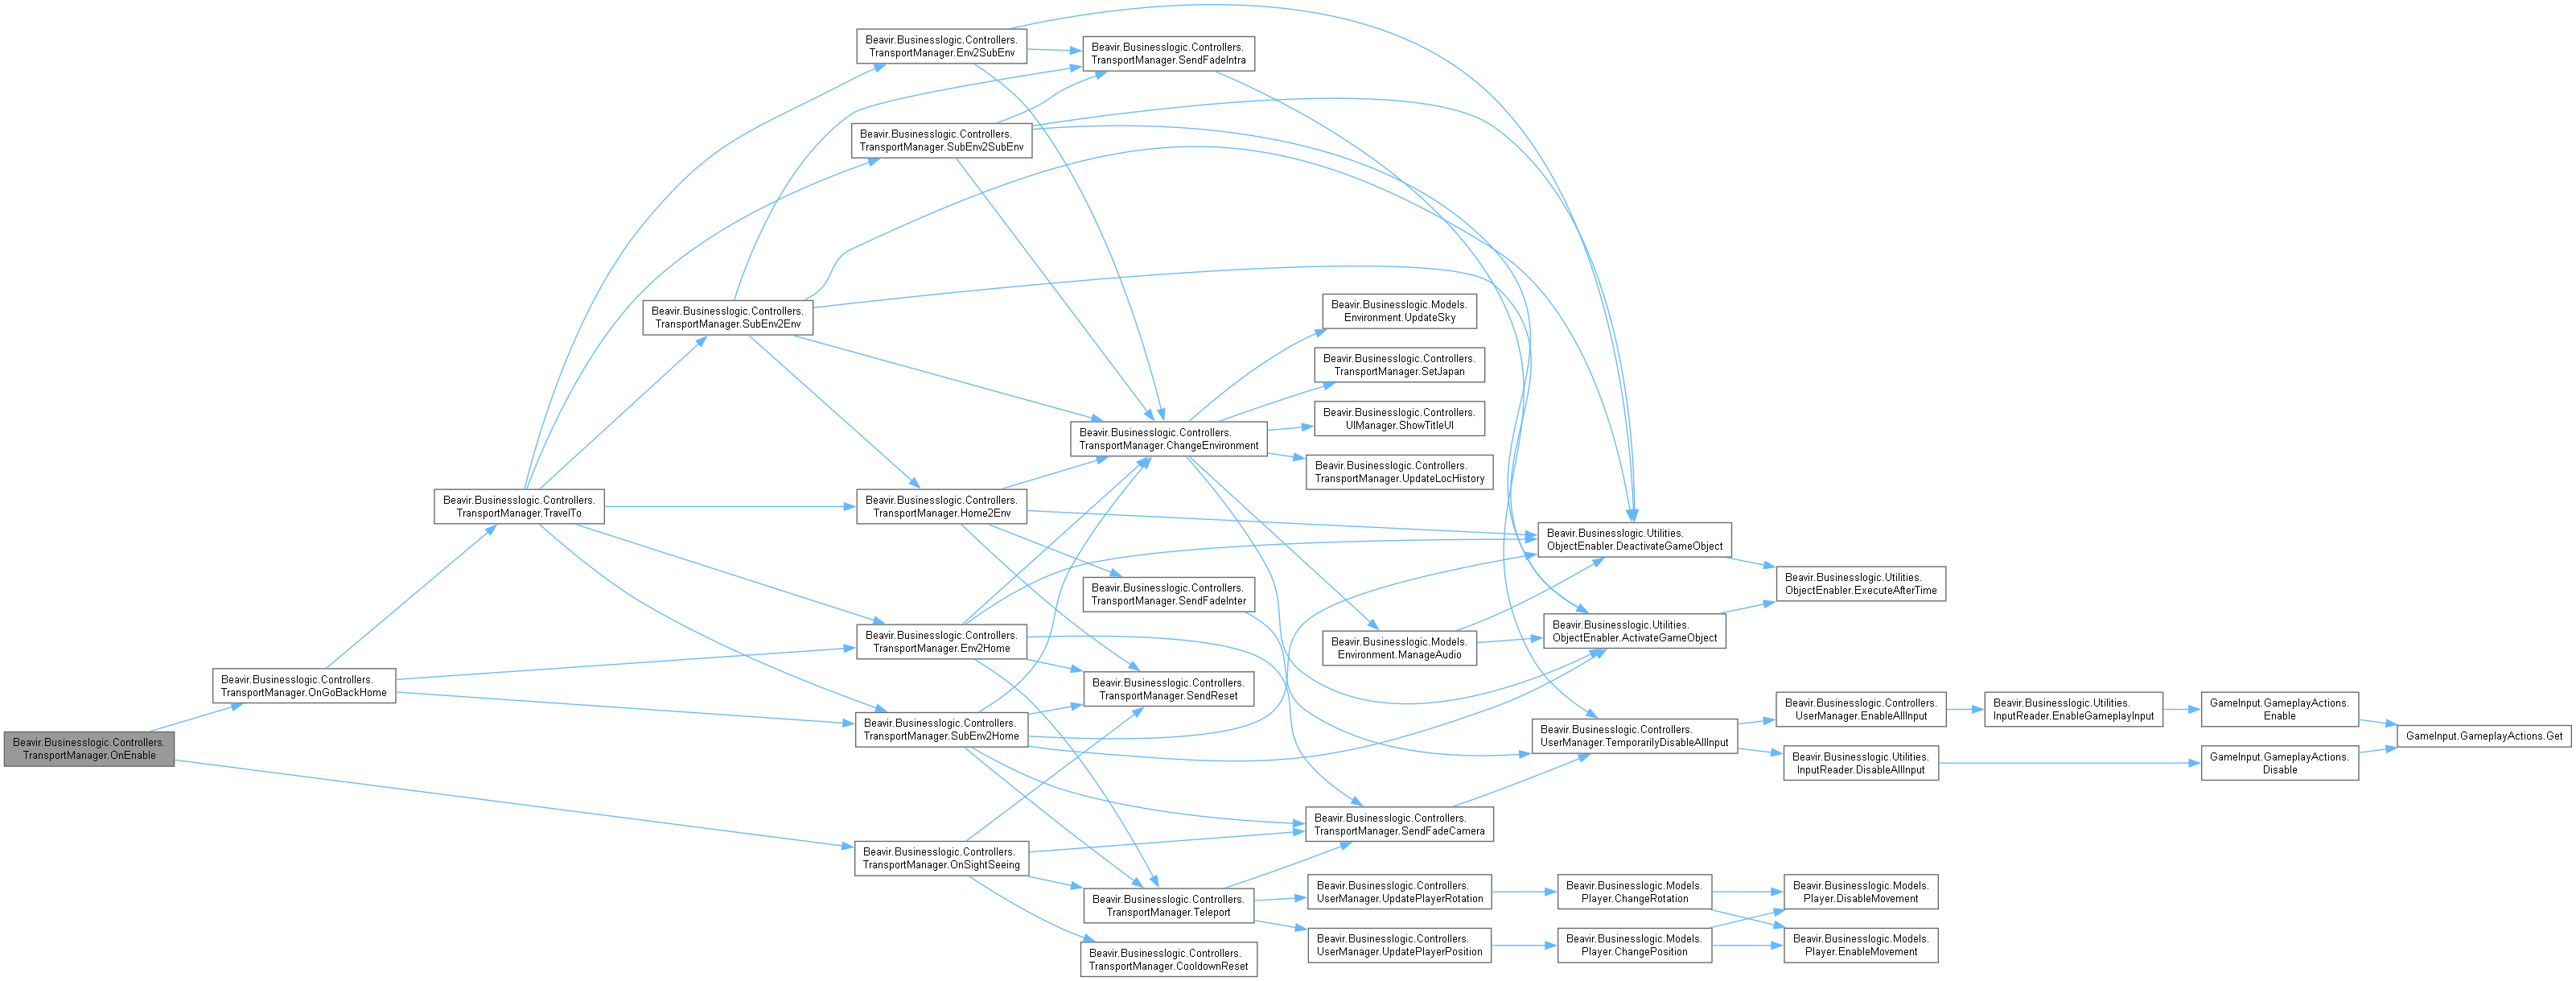 Beavir.Businesslogic.Controllers.
TransportManager.OnEnable
Beavir.Businesslogic.Controllers.
TransportManager.OnGoBackHome
Beavir.Businesslogic.Controllers.
TransportManager.TravelTo
Beavir.Businesslogic.Controllers.
TransportManager.SubEnv2Env
Beavir.Businesslogic.Controllers.
TransportManager.Env2SubEnv
Beavir.Businesslogic.Controllers.
TransportManager.SubEnv2SubEnv
Beavir.Businesslogic.Controllers.
TransportManager.Home2Env
Beavir.Businesslogic.Controllers.
TransportManager.Env2Home
Beavir.Businesslogic.Controllers.
TransportManager.SubEnv2Home
Beavir.Businesslogic.Controllers.
TransportManager.OnSightSeeing
Beavir.Businesslogic.Controllers.
TransportManager.SendFadeIntra
Beavir.Businesslogic.Controllers.
TransportManager.ChangeEnvironment
Beavir.Businesslogic.Controllers.
TransportManager.SendFadeInter
Beavir.Businesslogic.Controllers.
TransportManager.SendReset
Beavir.Businesslogic.Controllers.
TransportManager.Teleport
Beavir.Businesslogic.Controllers.
TransportManager.CooldownReset
Beavir.Businesslogic.Models.
Environment.UpdateSky
Beavir.Businesslogic.Controllers.
TransportManager.SetJapan
Beavir.Businesslogic.Controllers.
UIManager.ShowTitleUI
Beavir.Businesslogic.Controllers.
TransportManager.UpdateLocHistory
Beavir.Businesslogic.Models.
Environment.ManageAudio
Beavir.Businesslogic.Controllers.
TransportManager.SendFadeCamera
Beavir.Businesslogic.Controllers.
UserManager.UpdatePlayerRotation
Beavir.Businesslogic.Controllers.
UserManager.UpdatePlayerPosition
Beavir.Businesslogic.Utilities.
ObjectEnabler.DeactivateGameObject
Beavir.Businesslogic.Utilities.
ObjectEnabler.ActivateGameObject
Beavir.Businesslogic.Controllers.
UserManager.TemporarilyDisableAllInput
Beavir.Businesslogic.Models.
Player.ChangeRotation
Beavir.Businesslogic.Models.
Player.ChangePosition
Beavir.Businesslogic.Utilities.
ObjectEnabler.ExecuteAfterTime
Beavir.Businesslogic.Controllers.
UserManager.EnableAllInput
Beavir.Businesslogic.Utilities.
InputReader.DisableAllInput
Beavir.Businesslogic.Models.
Player.DisableMovement
Beavir.Businesslogic.Models.
Player.EnableMovement
Beavir.Businesslogic.Utilities.
InputReader.EnableGameplayInput
GameInput.GameplayActions.
Enable
GameInput.GameplayActions.
Disable
GameInput.GameplayActions.Get